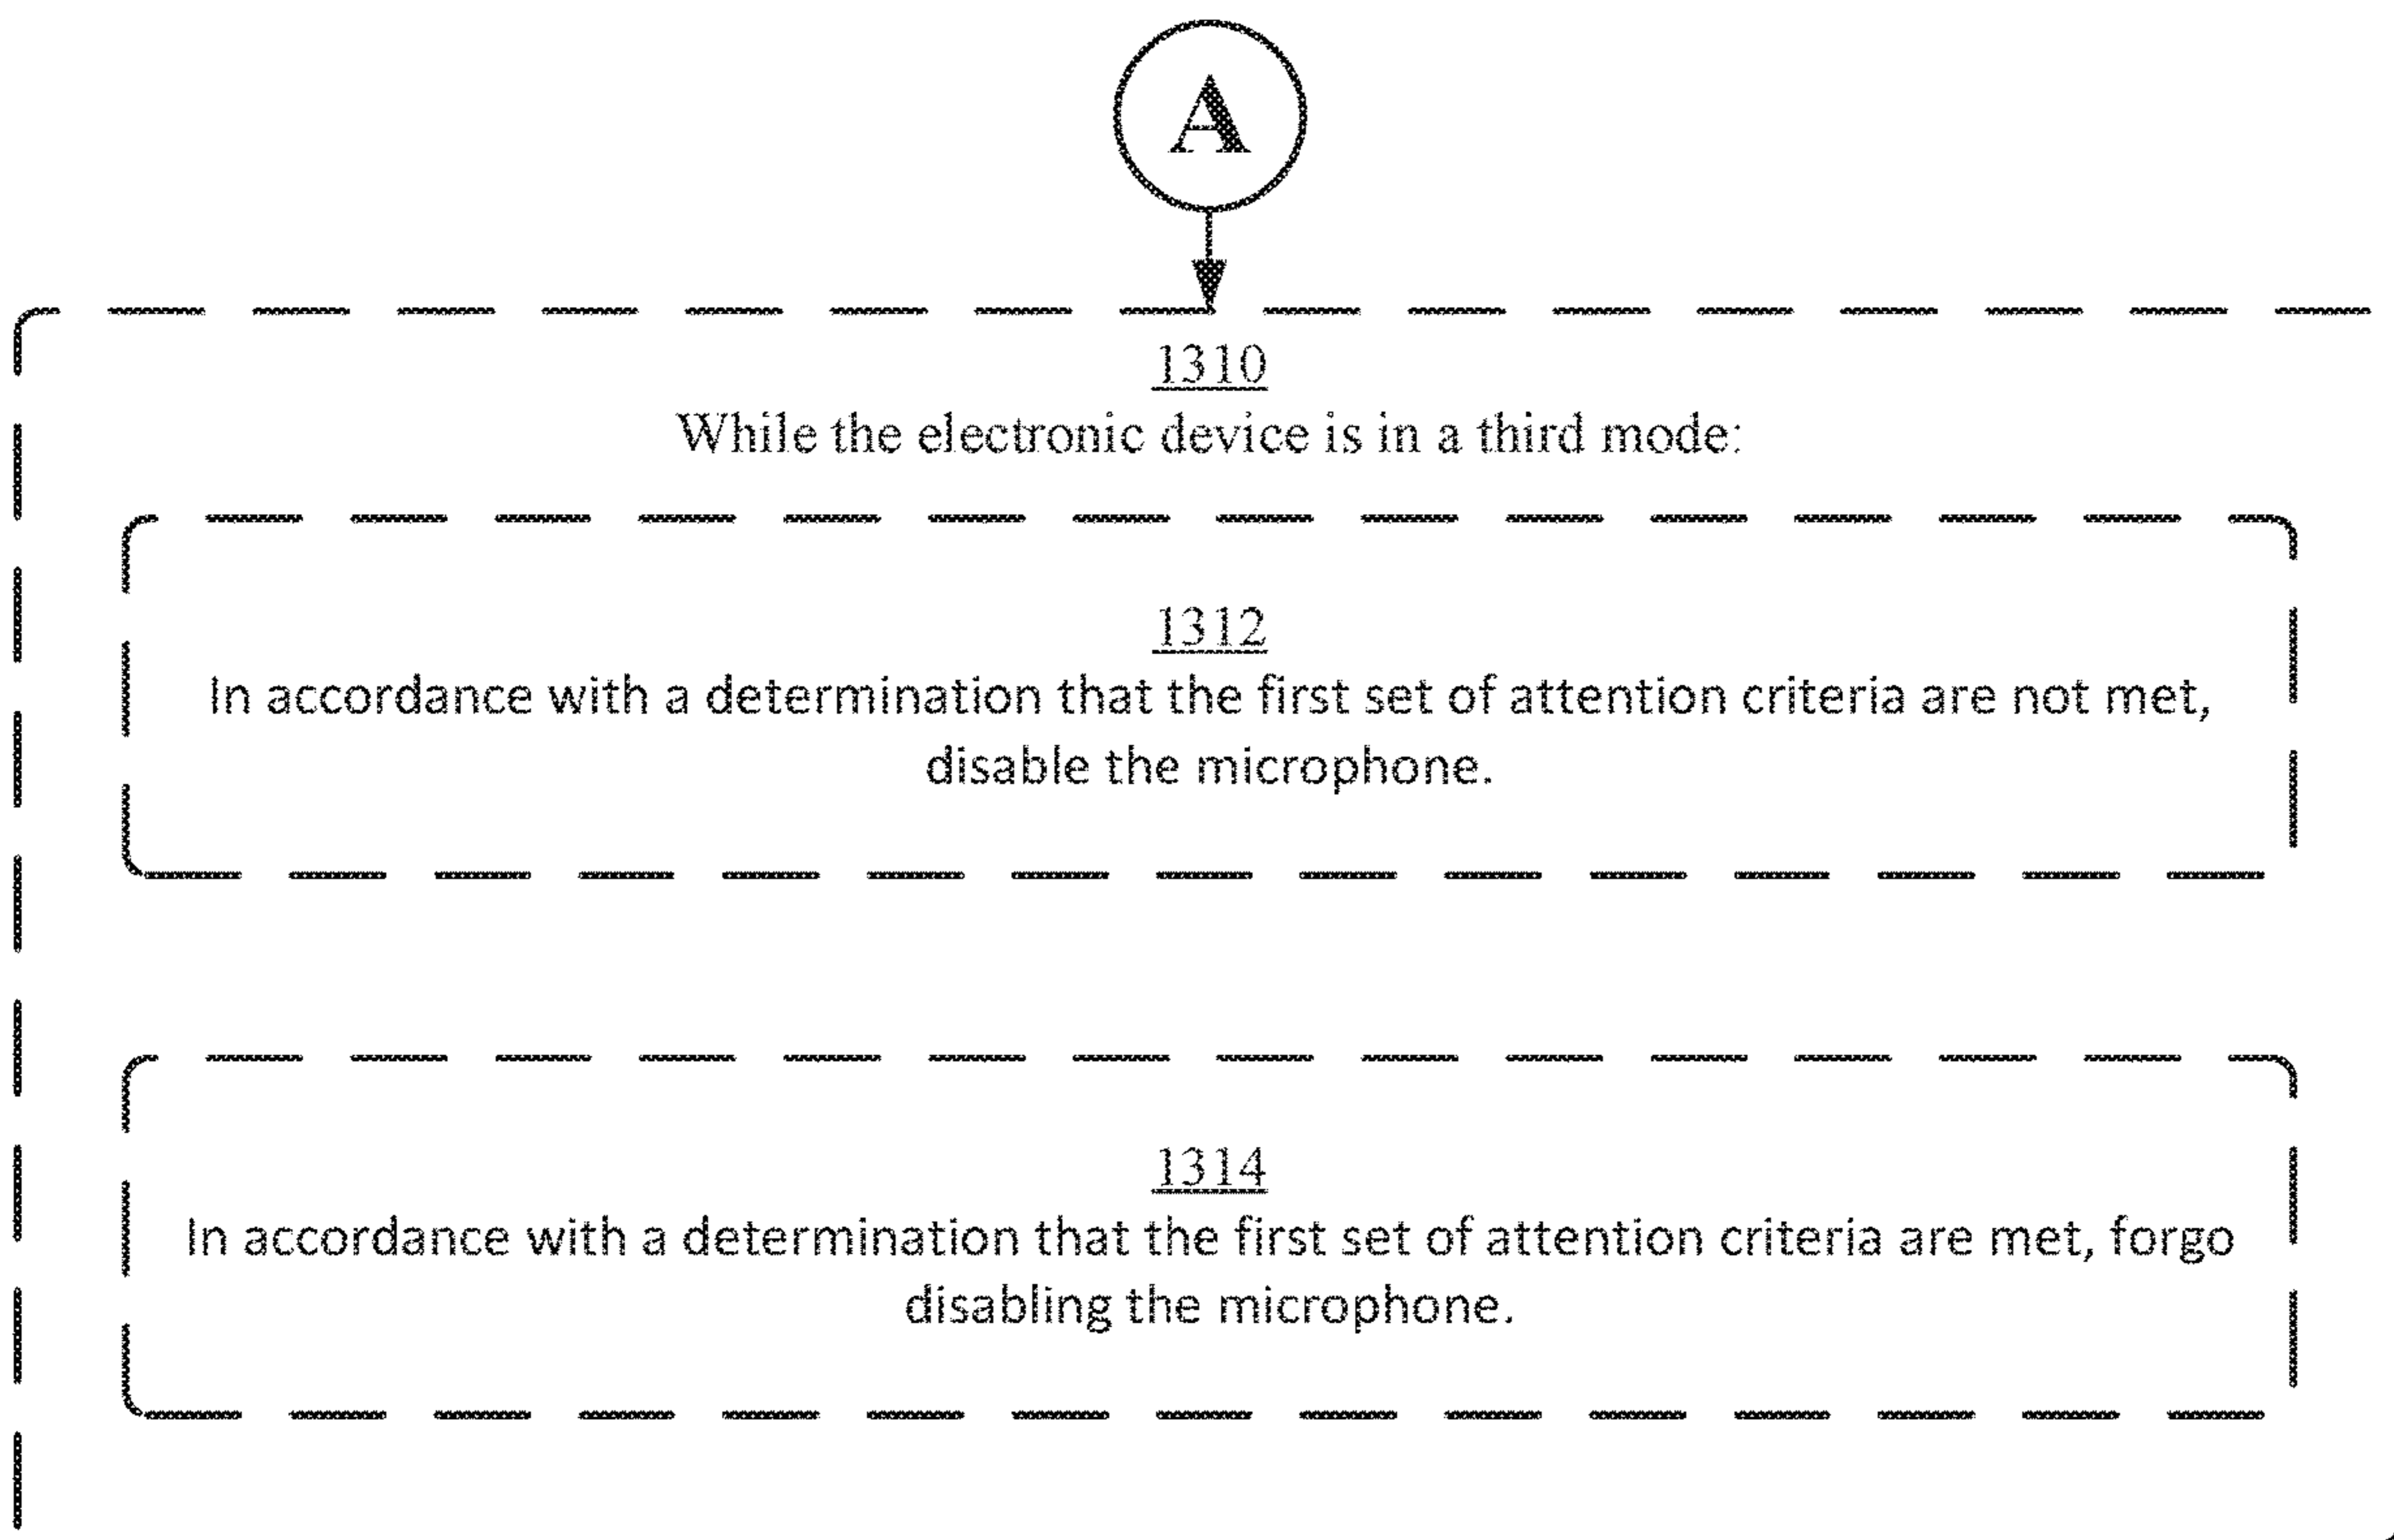 A
1310
While the electronic device is in a third mode:
1312
In accordance with a determination that the first set of attention criteria are not met,
disable the microphone.
1314
In accordance with a determination that the first set of attention criteria are met, forgo
disabling the microphone.